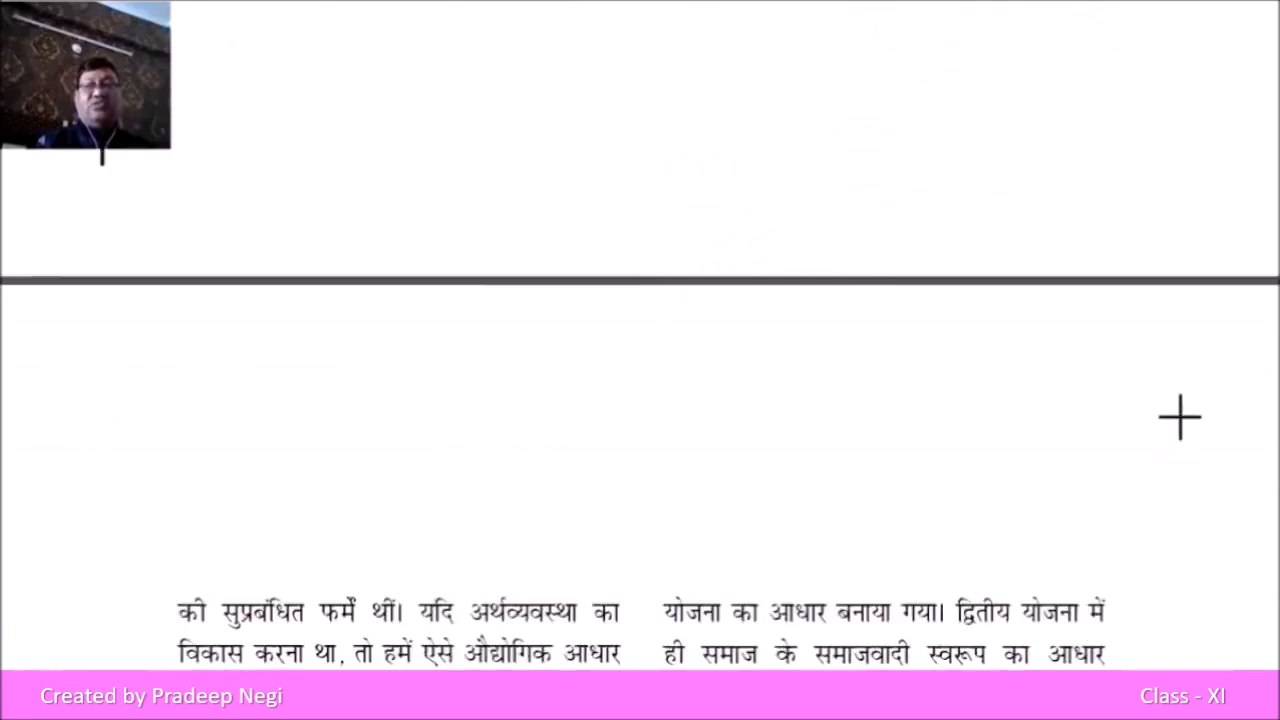 की सुप्रबंधित फर्में थीं। यदि अर्थव्यवस्था का
विकास करना था, तो हमें ऐसे औद्योगिक आधार
योजना का आधार बनाया गया। द्वितीय योजना में
ही समाज के समाजवादी स्वरूप का आधार
Created by Pradeep Negi
Class - XI